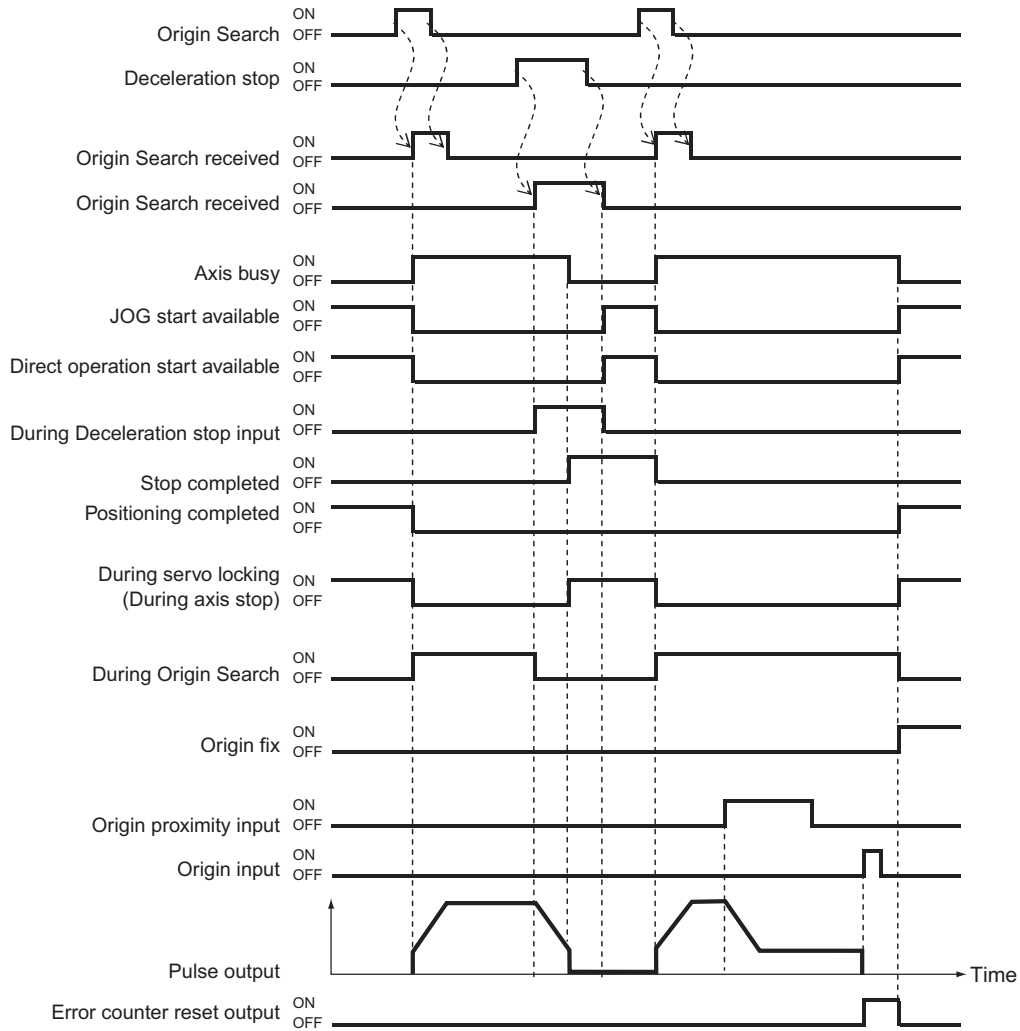 Origin Search ON
OFF
Deceleration stop ON
OFF
Origin Search received ON
OFF
Origin Search received ON
OFF
Axis busy ON
OFF
JOG start available ON
OFF
Direct operation start available ON
OFF
During Deceleration stop input ON
OFF
Stop completed ON
OFF
Positioning completed ON
OFF
During servo locking ON
(During axis stop) OFF
During Origin Search ON
OFF
Origin fix ON
OFF
Origin proximity input ON
OFF
Origin input ON
OFF
Pulse output Time
Error counter reset output ON
OFF